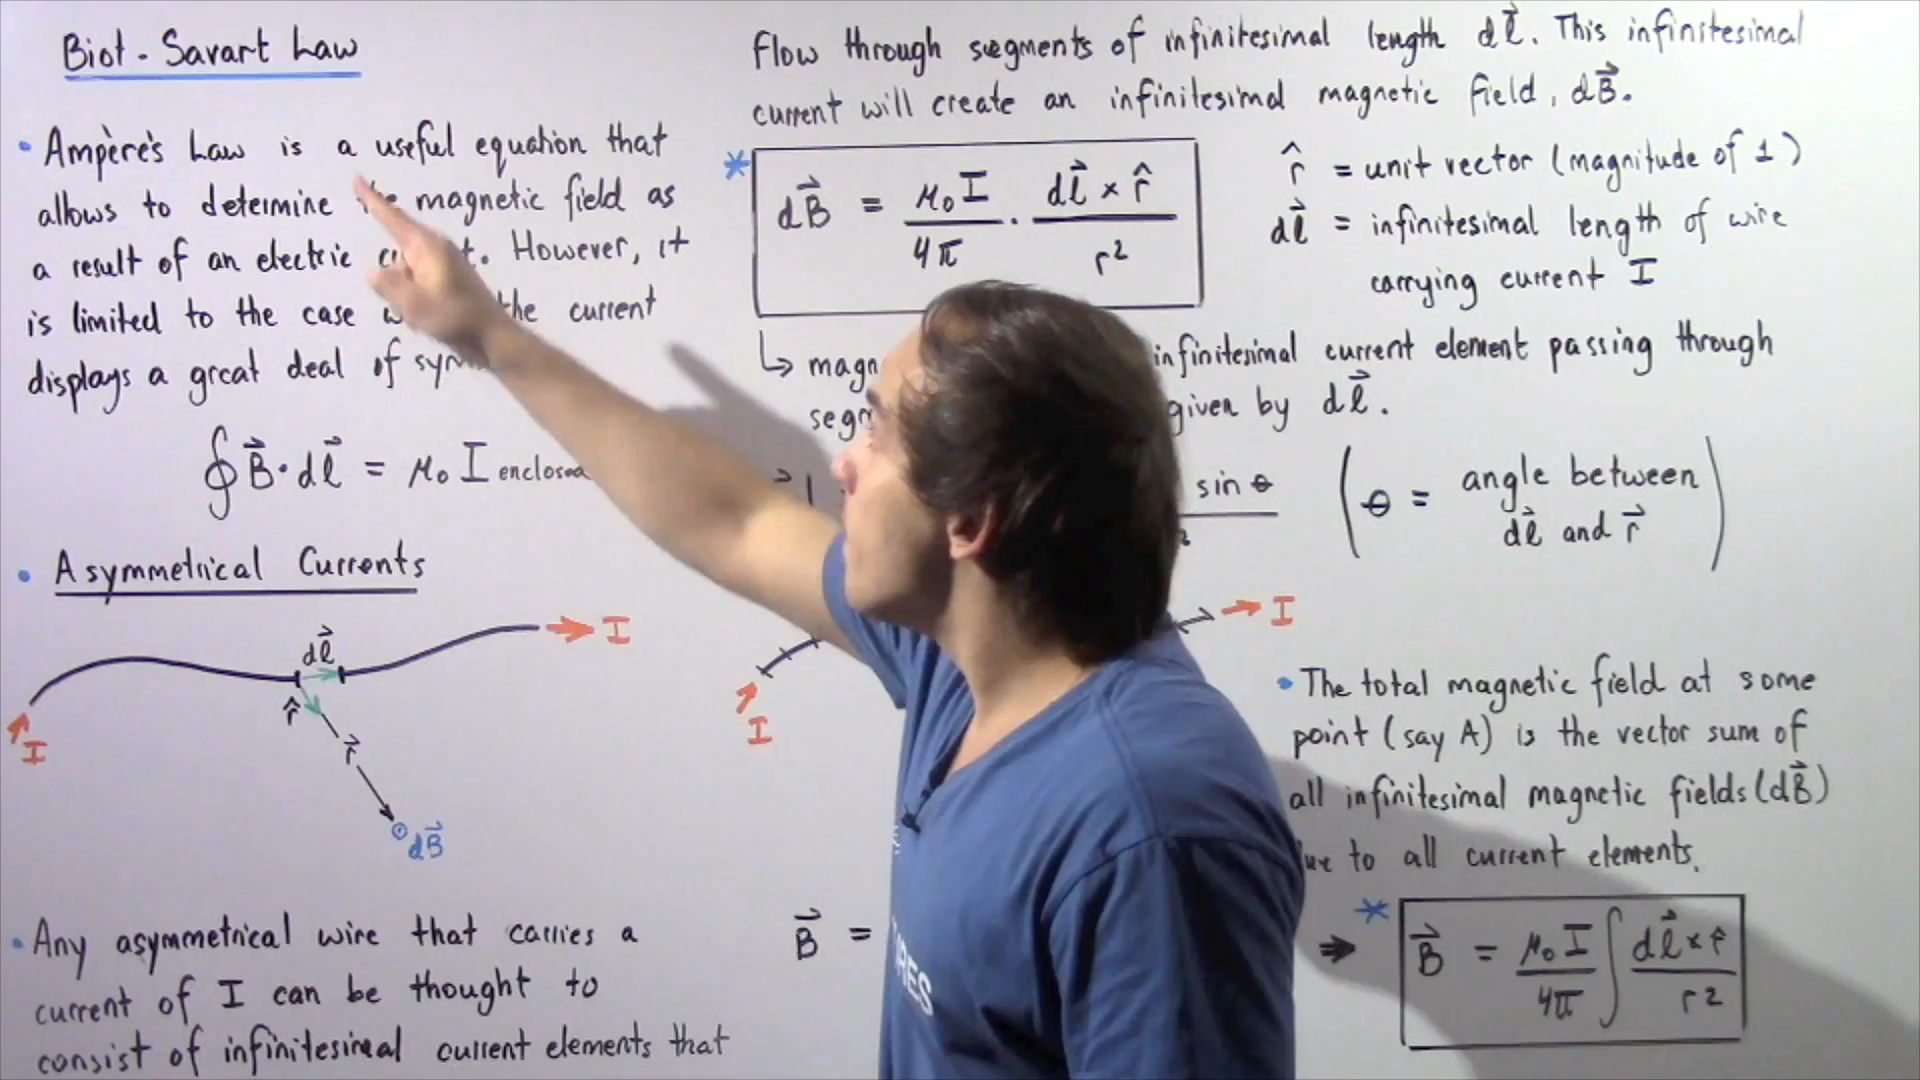 Biot-Savart Law
• Ampère's Law is a useful equation that
allows to determine magnetic field as
a result of an electric However, it
is limited to the case the current
displays a great deal of
∮ B⃗ · dl⃗ = μ₀ I enclosed
• Asymmetrical Currents
dl⃗
I
r̂
r⃗
I
dB⃗
• Any asymmetrical wire that carries a
current of I can be thought to
consist of infinitesimal current elements that
flow through segments of infinitesimal length dl⃗. This infinitesimal
current will create an infinitesimal magnetic field, dB⃗.
* dB⃗ = μ₀ I / 4π · dl⃗ × r̂ / r²
r̂ = unit vector (magnitude of 1)
dl⃗ = infinitesimal length of wire
carrying current I
↳ infinitesimal current element passing through
given by dl⃗.
sin θ
(θ = angle between
dl⃗ and r⃗)
I
I
• The total magnetic field at some
point (say A) is the vector sum of
all infinitesimal magnetic fields (dB⃗)
to all current elements.
B⃗ =
⇒ * B⃗ = μ₀ I / 4π ∫ dl⃗ × r̂ / r²